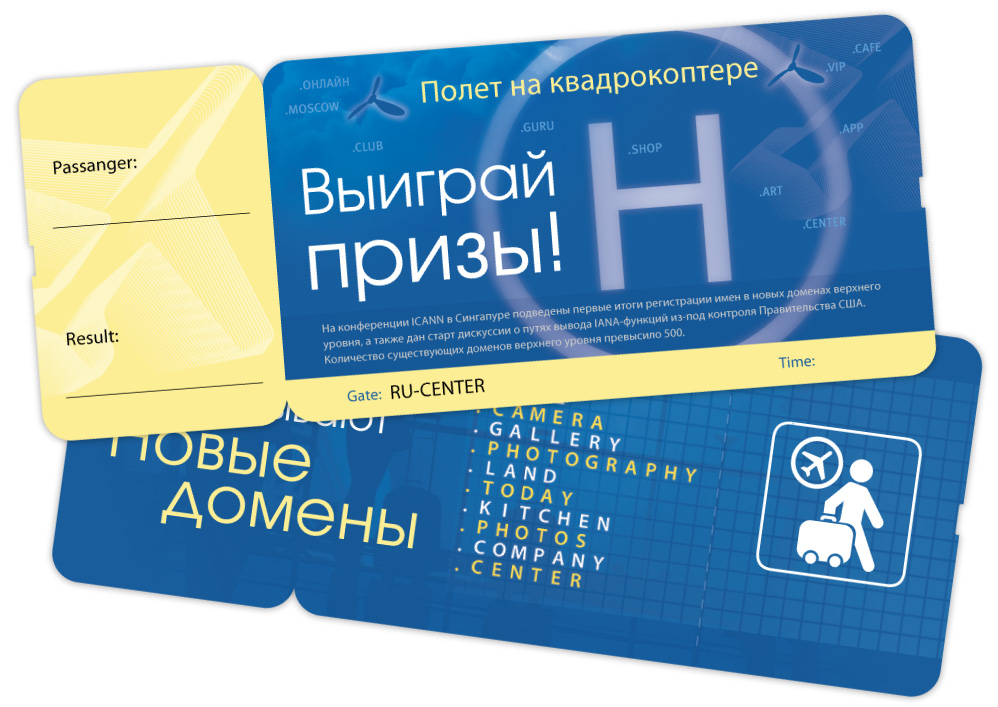 Passanger:
Result:
.ОНЛАЙН
.MOSCOW
.CLUB
Полет на квадрокоптере
.CAFE
.VIP
.GURU
.SHOP
.APP
.ART
.CENTER
H
Выиграй
призы!
На конференции ICANN в Сингапуре подведены первые итоги регистрации имен в новых доменах верхнего
уровня, а также дан старт дискуссии о путях вывода IANA-функций из-под контроля Правительства США.
Количество существующих доменов верхнего уровня превысило 500.
Gate: RU-CENTER
Time:
Новые
домены
.CAMERA
.GALLERY
.PHOTOGRAPHY
.LAND
.TODAY
.KITCHEN
.PHOTOS
.COMPANY
.CENTER